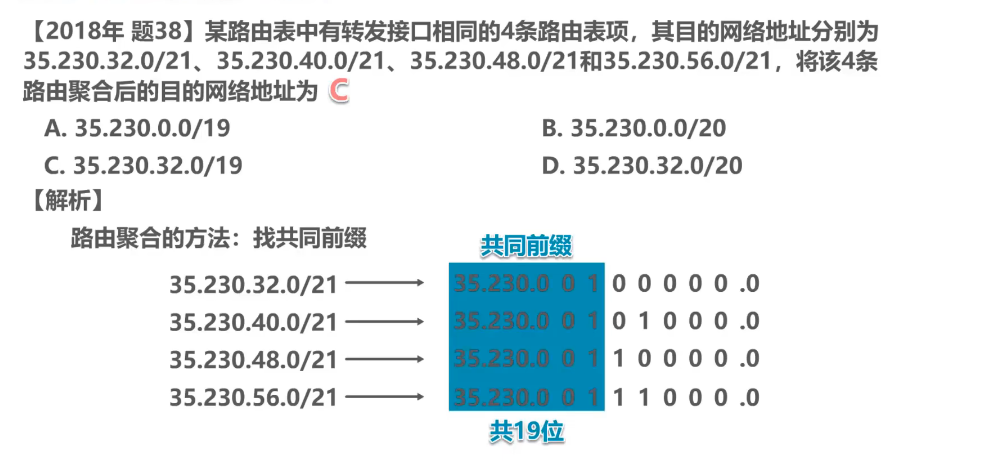 【2018年 题38】某路由表中有转发接口相同的4条路由表项，其目的网络地址分别为
35.230.32.0/21、35.230.40.0/21、35.230.48.0/21和35.230.56.0/21，将该4条
路由聚合后的目的网络地址为 C
A. 35.230.0.0/19 B. 35.230.0.0/20
C. 35.230.32.0/19 D. 35.230.32.0/20
【解析】
路由聚合的方法：找共同前缀
共同前缀
35.230.32.0/21 35.230.0 0 1 0 0 0 0 0 .0
35.230.40.0/21 35.230.0 0 1 0 1 0 0 0 .0
35.230.48.0/21 35.230.0 0 1 1 0 0 0 0 .0
35.230.56.0/21 35.230.0 0 1 1 1 0 0 0 .0
共19位